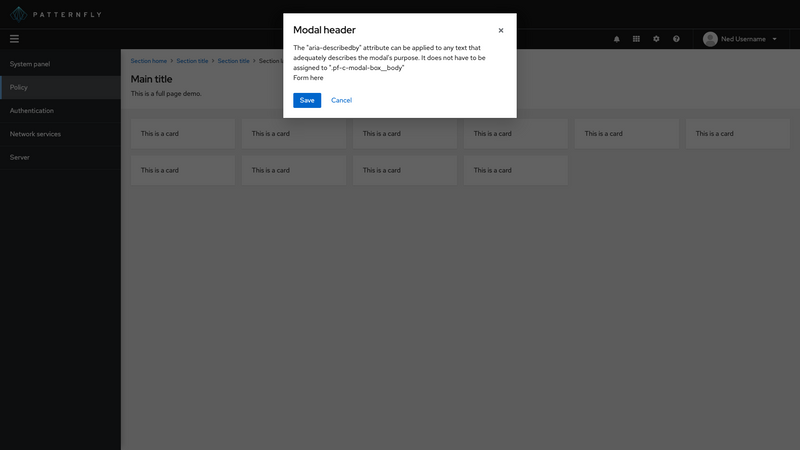 PATTERNFLY
Ned Username
System panel
Policy
Authentication
Network services
Server
Section home
Section title
Section title
Section
Main title
This is a full page demo.
This is a card
This is a card
This is a card
This is a card
This is a card
This is a card
This is a card
This is a card
This is a card
This is a card
Modal header
The "aria-describedby" attribute can be applied to any text that
adequately describes the modal's purpose. It does not have to be
assigned to ".pf-c-modal-box__body"
Form here
Save
Cancel